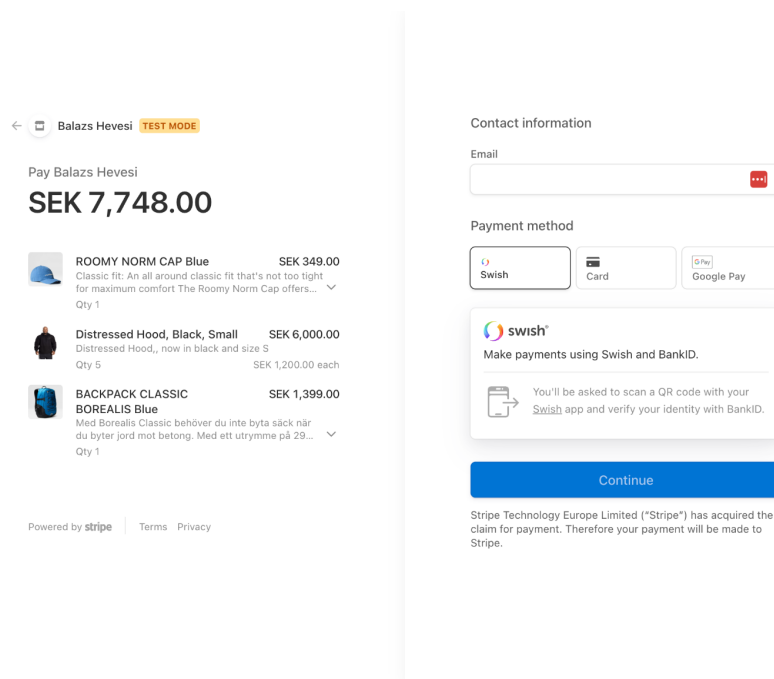 Balazs Hevesi TEST MODE
Pay Balazs Hevesi
SEK 7,748.00
ROOMY NORM CAP Blue SEK 349.00
Classic fit: An all around classic fit that's not too tight
for maximum comfort The Roomy Norm Cap offers...
Qty 1
Distressed Hood, Black, Small SEK 6,000.00
Distressed Hood,, now in black and size S
Qty 5 SEK 1,200.00 each
BACKPACK CLASSIC SEK 1,399.00
BOREALIS Blue
Med Borealis Classic behöver du inte byta säck när
du byter jord mot betong. Med ett utrymme på 29...
Qty 1
Powered by stripe Terms Privacy
Contact information
Email
Payment method
Swish
Card
G Pay
Google Pay
swish®
Make payments using Swish and BankID.
You'll be asked to scan a QR code with your
Swish app and verify your identity with BankID.
Continue
Stripe Technology Europe Limited (“Stripe”) has acquired the
claim for payment. Therefore your payment will be made to
Stripe.